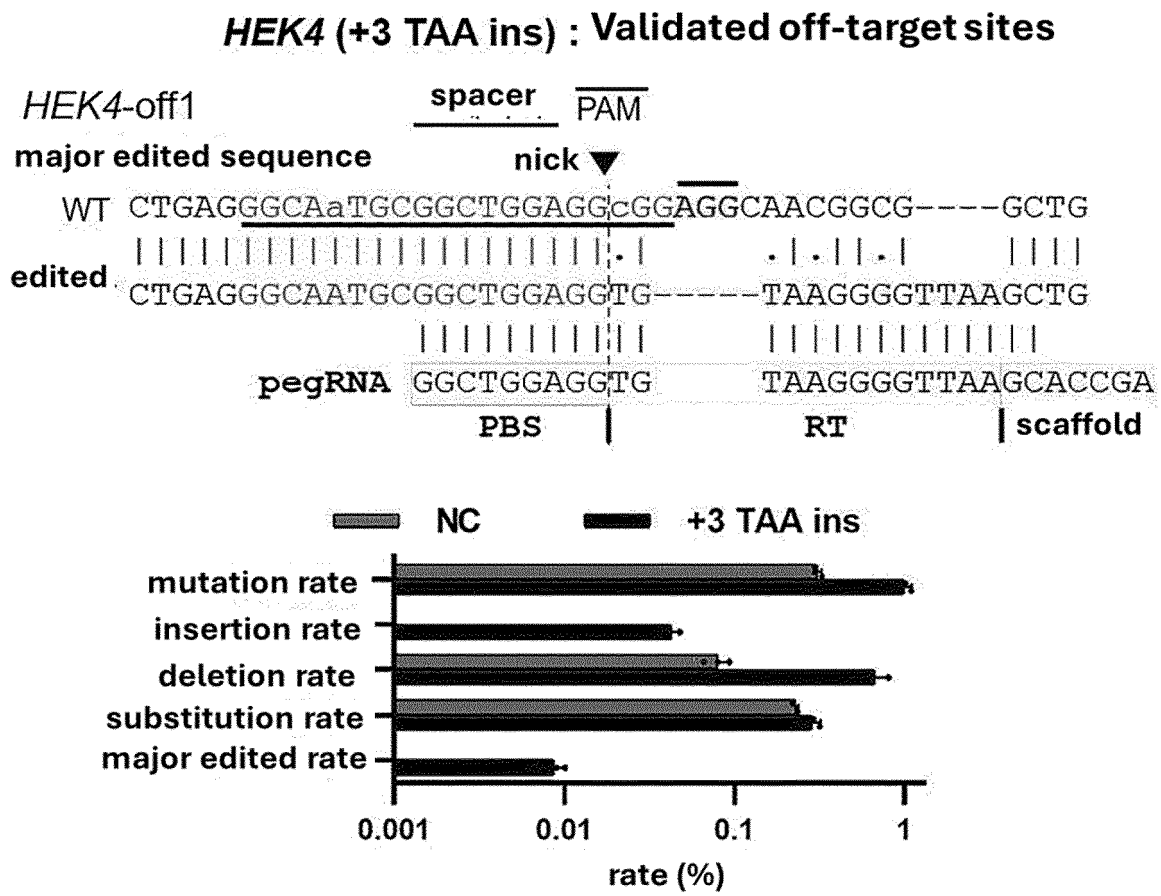 HEK4 (+3 TAA ins) : Validated off-target sites
HEK4-off1
spacer
PAM
major edited sequence
nick
WT CTGAGGGCAaTGCGGCTGGAGGcGGAGGCAACGGCG----GCTG
edited CTGAGGGCAATGCGGCTGGAGGTG-----TAAGGGGTTAAGCTG
pegRNA GGCTGGAGGTG TAAGGGGTTAAGCACCGA
PBS RT scaffold
NC +3 TAA ins
mutation rate
insertion rate
deletion rate
substitution rate
major edited rate
0.001 0.01 0.1 1
rate (%)